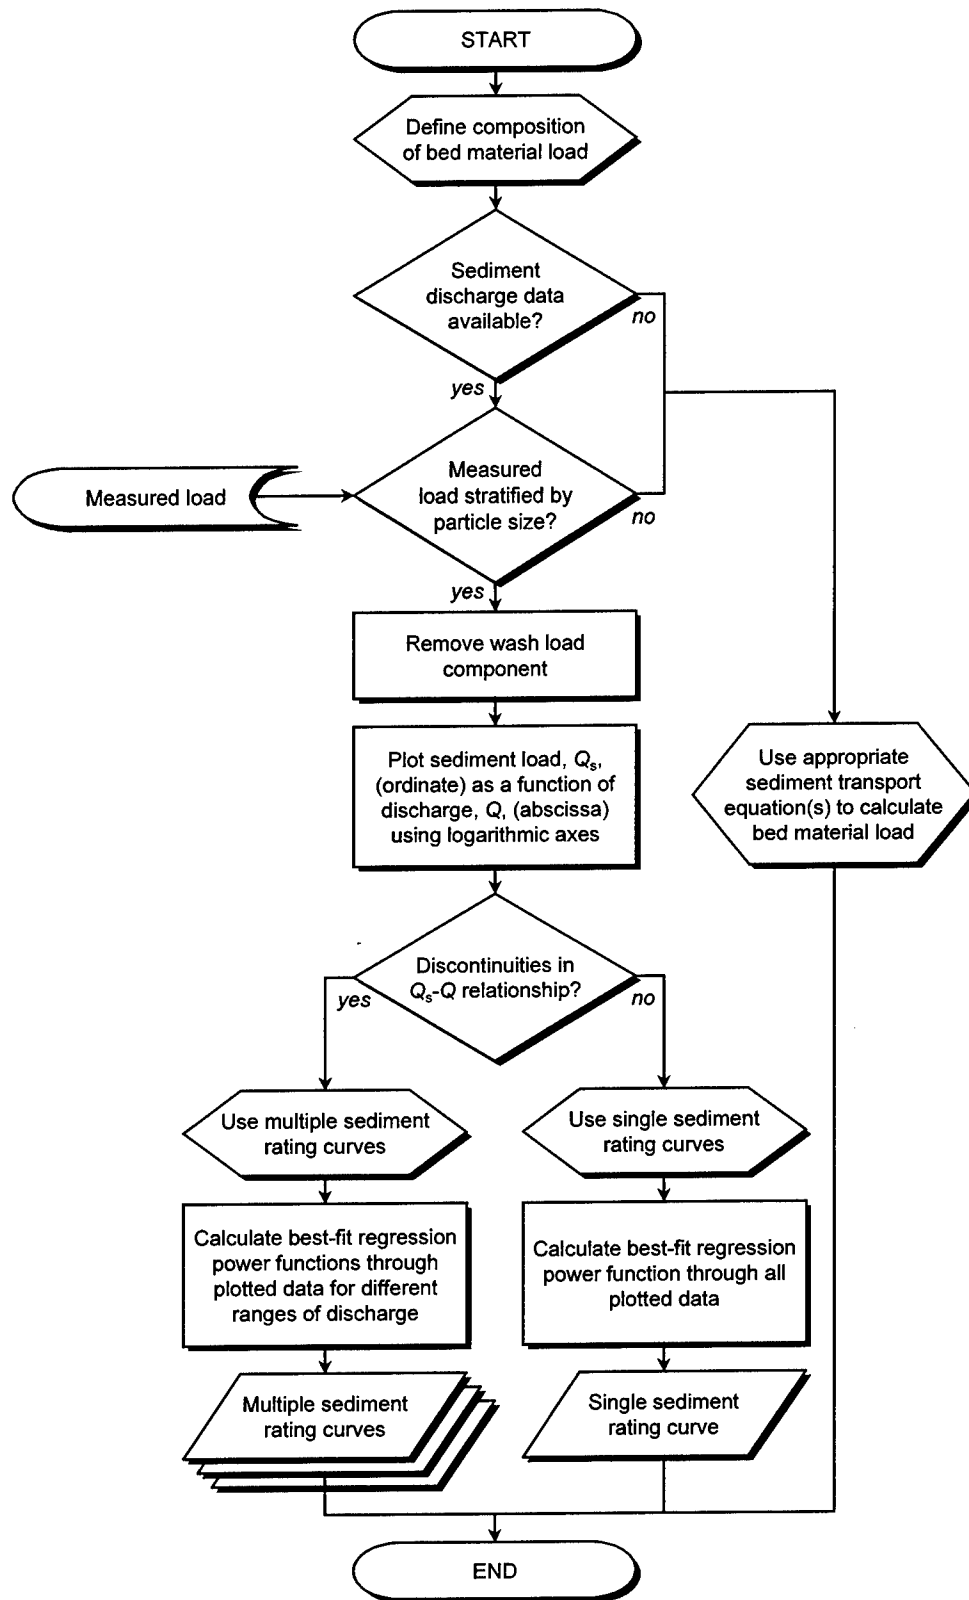 START
Define composition
of bed material load
Sediment
discharge data
available?
no
yes
Measured load
Measured
load stratified by
particle size?
no
yes
Remove wash load
component
Plot sediment load, Qs,
(ordinate) as a function of
discharge, Q, (abscissa)
using logarithmic axes
Use appropriate
sediment transport
equation(s) to calculate
bed material load
Discontinuities in
Qs-Q relationship?
yes
no
Use multiple sediment
rating curves
Use single sediment
rating curves
Calculate best-fit regression
power functions through
plotted data for different
ranges of discharge
Calculate best-fit regression
power function through all
plotted data
Multiple sediment
rating curves
Single sediment
rating curve
END